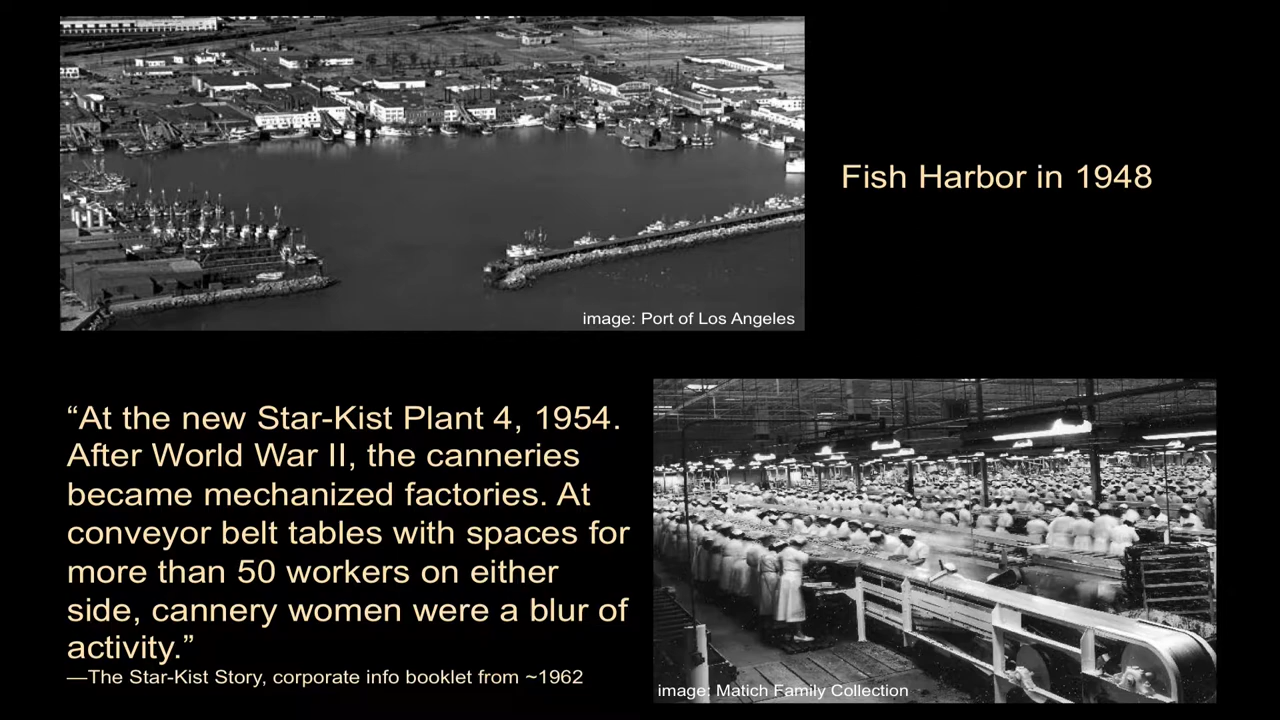 Fish Harbor in 1948
image: Port of Los Angeles
“At the new Star-Kist Plant 4, 1954.
After World War II, the canneries
became mechanized factories. At
conveyor belt tables with spaces for
more than 50 workers on either
side, cannery women were a blur of
activity.”
—The Star-Kist Story, corporate info booklet from ~1962
image: Matich Family Collection